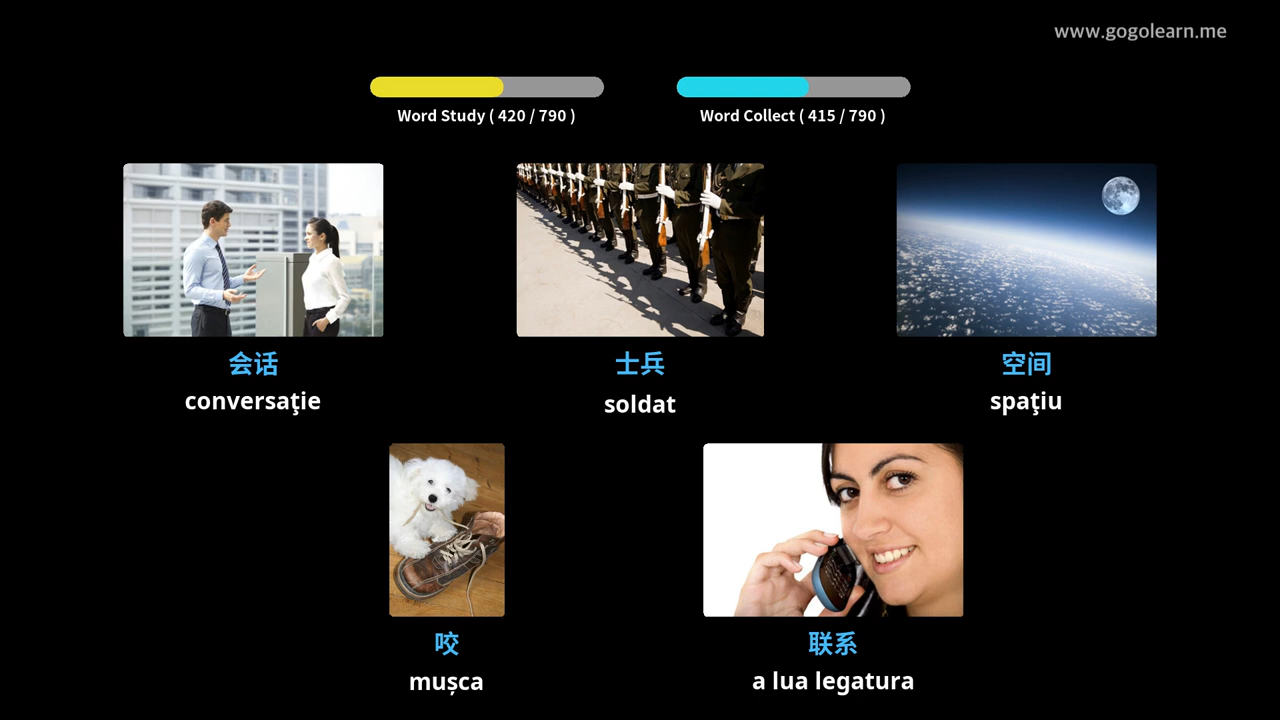 www.gogolearn.me
Word Study ( 420 / 790 )
Word Collect ( 415 / 790 )
会话
conversaţie
士兵
soldat
空间
spaţiu
咬
mușca
联系
a lua legatura